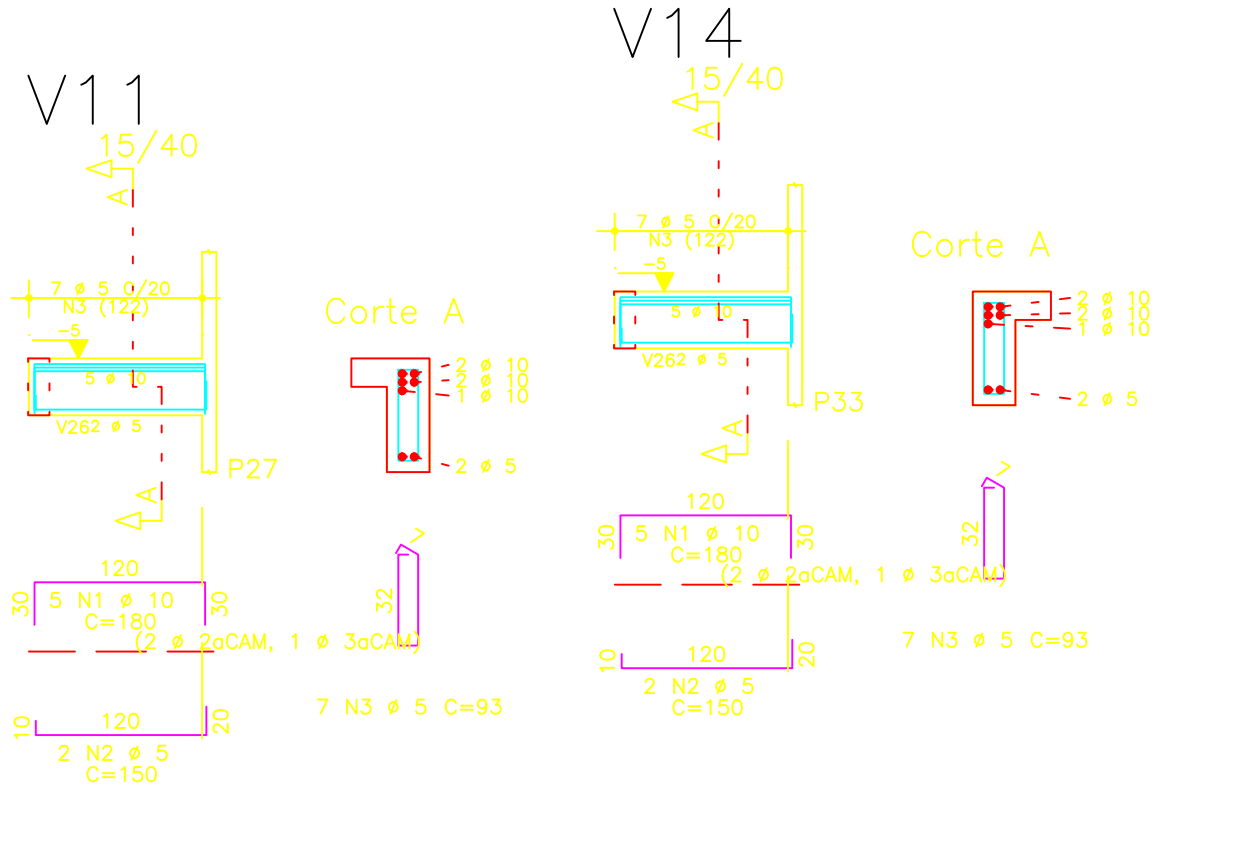 V11
15/40
A
7 ø 5 C/20
N3 (122)
-5
5 ø 10
V262 ø 5
A
P27
Corte A
2 ø 10
2 ø 10
1 ø 10
2 ø 5
120
30
30
5 N1 ø 10
C=180
(2 ø 2aCAM, 1 ø 3aCAM)
10
120
20
2 N2 ø 5
C=150
7
32
7 N3 ø 5 C=93
V14
15/40
A
7 ø 5 C/20
N3 (122)
-5
5 ø 10
V262 ø 5
A
P33
Corte A
2 ø 10
2 ø 10
1 ø 10
2 ø 5
120
30
30
5 N1 ø 10
C=180
(2 ø 2aCAM, 1 ø 3aCAM)
10
120
20
2 N2 ø 5
C=150
7
32
7 N3 ø 5 C=93